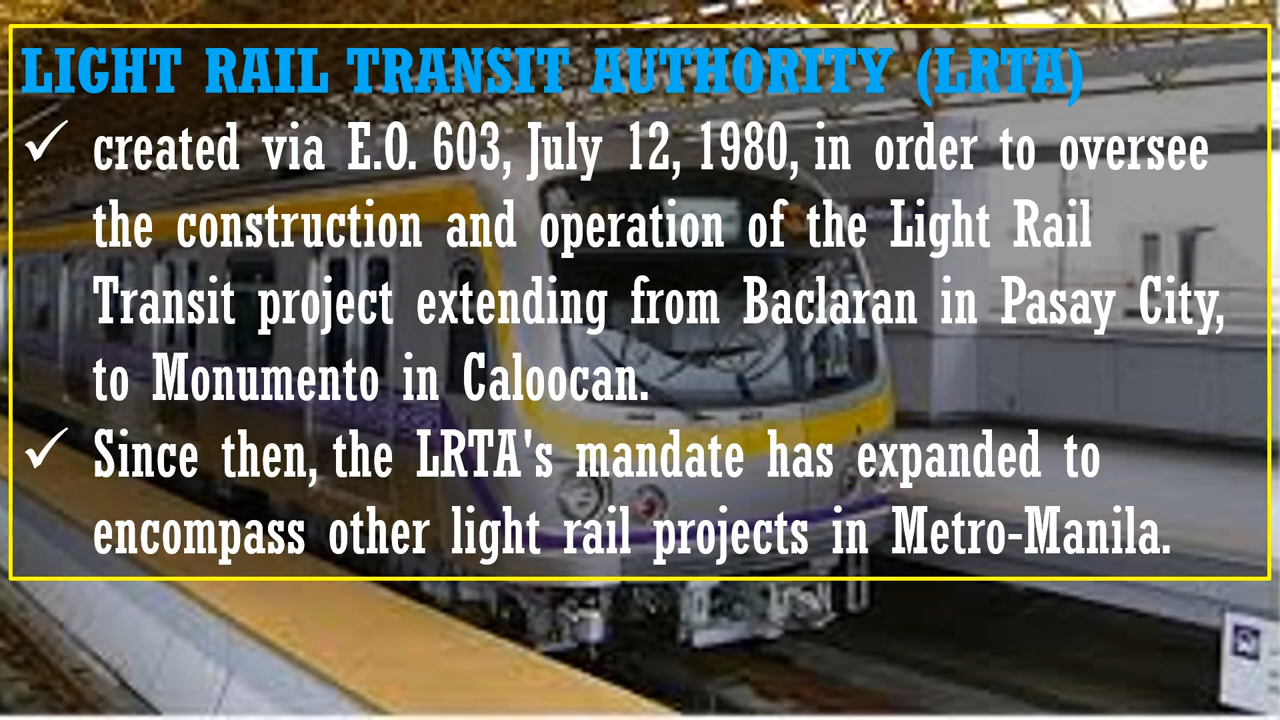 LIGHT RAIL TRANSIT AUTHORITY (LRTA)
✓ created via E.O. 603, July 12, 1980, in order to oversee
the construction and operation of the Light Rail
Transit project extending from Baclaran in Pasay City,
to Monumento in Caloocan.
✓ Since then, the LRTA's mandate has expanded to
encompass other light rail projects in Metro-Manila.